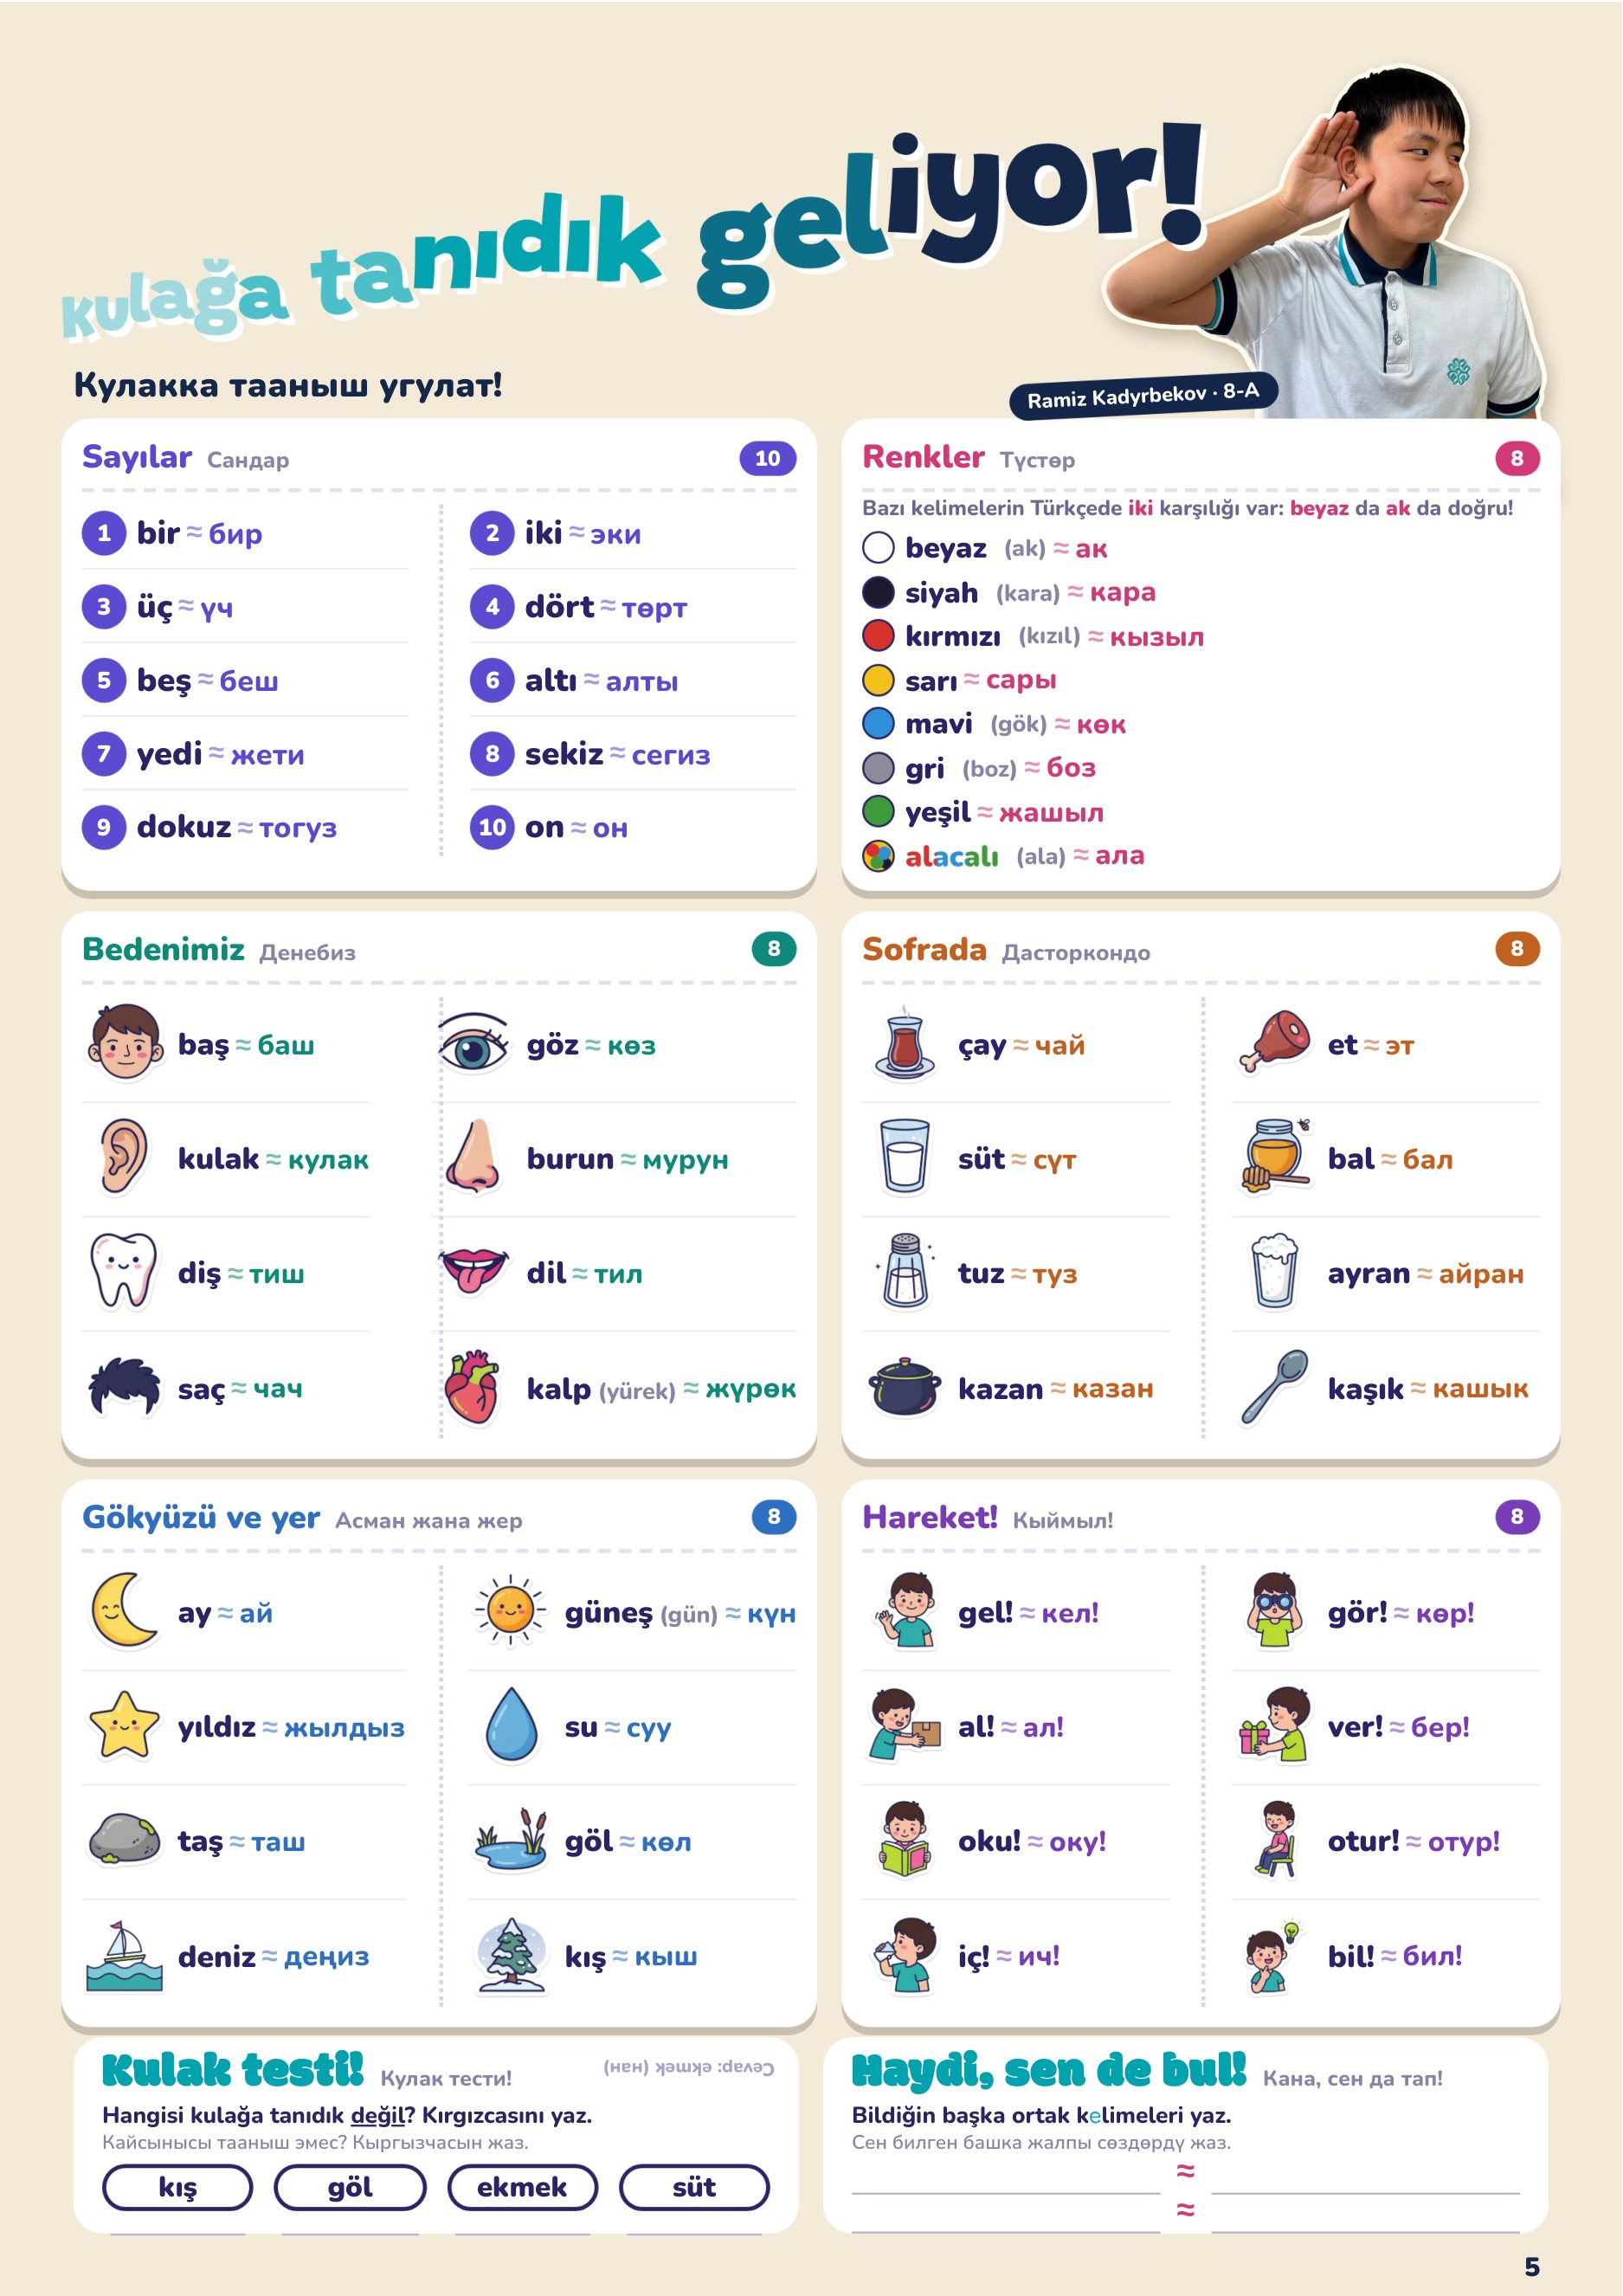 kulağa tanıdık geliyor!
Кулакка тааныш угулат!
Ramiz Kadyrbekov · 8-A
Sayılar Сандар 10
1 bir ≈ бир
2 iki ≈ эки
3 üç ≈ үч
4 dört ≈ төрт
5 beş ≈ беш
6 altı ≈ алты
7 yedi ≈ жети
8 sekiz ≈ сегиз
9 dokuz ≈ тогуз
10 on ≈ он
Renkler Түстөр 8
Bazı kelimelerin Türkçede iki karşılığı var: beyaz da ak da doğru!
beyaz (ak) ≈ ак
siyah (kara) ≈ кара
kırmızı (kızıl) ≈ кызыл
sarı ≈ сары
mavi (gök) ≈ көк
gri (boz) ≈ боз
yeşil ≈ жашыл
alacalı (ala) ≈ ала
Bedenimiz Денебиз 8
baş ≈ баш
göz ≈ көз
kulak ≈ кулак
burun ≈ мурун
diş ≈ тиш
dil ≈ тил
saç ≈ чач
kalp (yürek) ≈ жүрөк
Sofrada Дасторкондо 8
çay ≈ чай
et ≈ эт
süt ≈ сүт
bal ≈ бал
tuz ≈ туз
ayran ≈ айран
kazan ≈ казан
kaşık ≈ кашык
Gökyüzü ve yer Асман жана жер 8
ay ≈ ай
güneş (gün) ≈ күн
yıldız ≈ жылдыз
su ≈ суу
taş ≈ таш
göl ≈ көл
deniz ≈ деңиз
kış ≈ кыш
Hareket! Кыймыл! 8
gel! ≈ кел!
gör! ≈ көр!
al! ≈ ал!
ver! ≈ бер!
oku! ≈ оку!
otur! ≈ отур!
iç! ≈ ич!
bil! ≈ бил!
Kulak testi! Кулак тести!
Cevap: ekmek (нан)
Hangisi kulağa tanıdık değil? Kırgızcasını yaz.
Кайсынысы тааныш эмес? Кыргызчасын жаз.
kış göl ekmek süt
Haydi, sen de bul! Кана, сен да тап!
Bildiğin başka ortak kelimeleri yaz.
Сен билген башка жалпы сөздөрдү жаз.
≈
≈
5